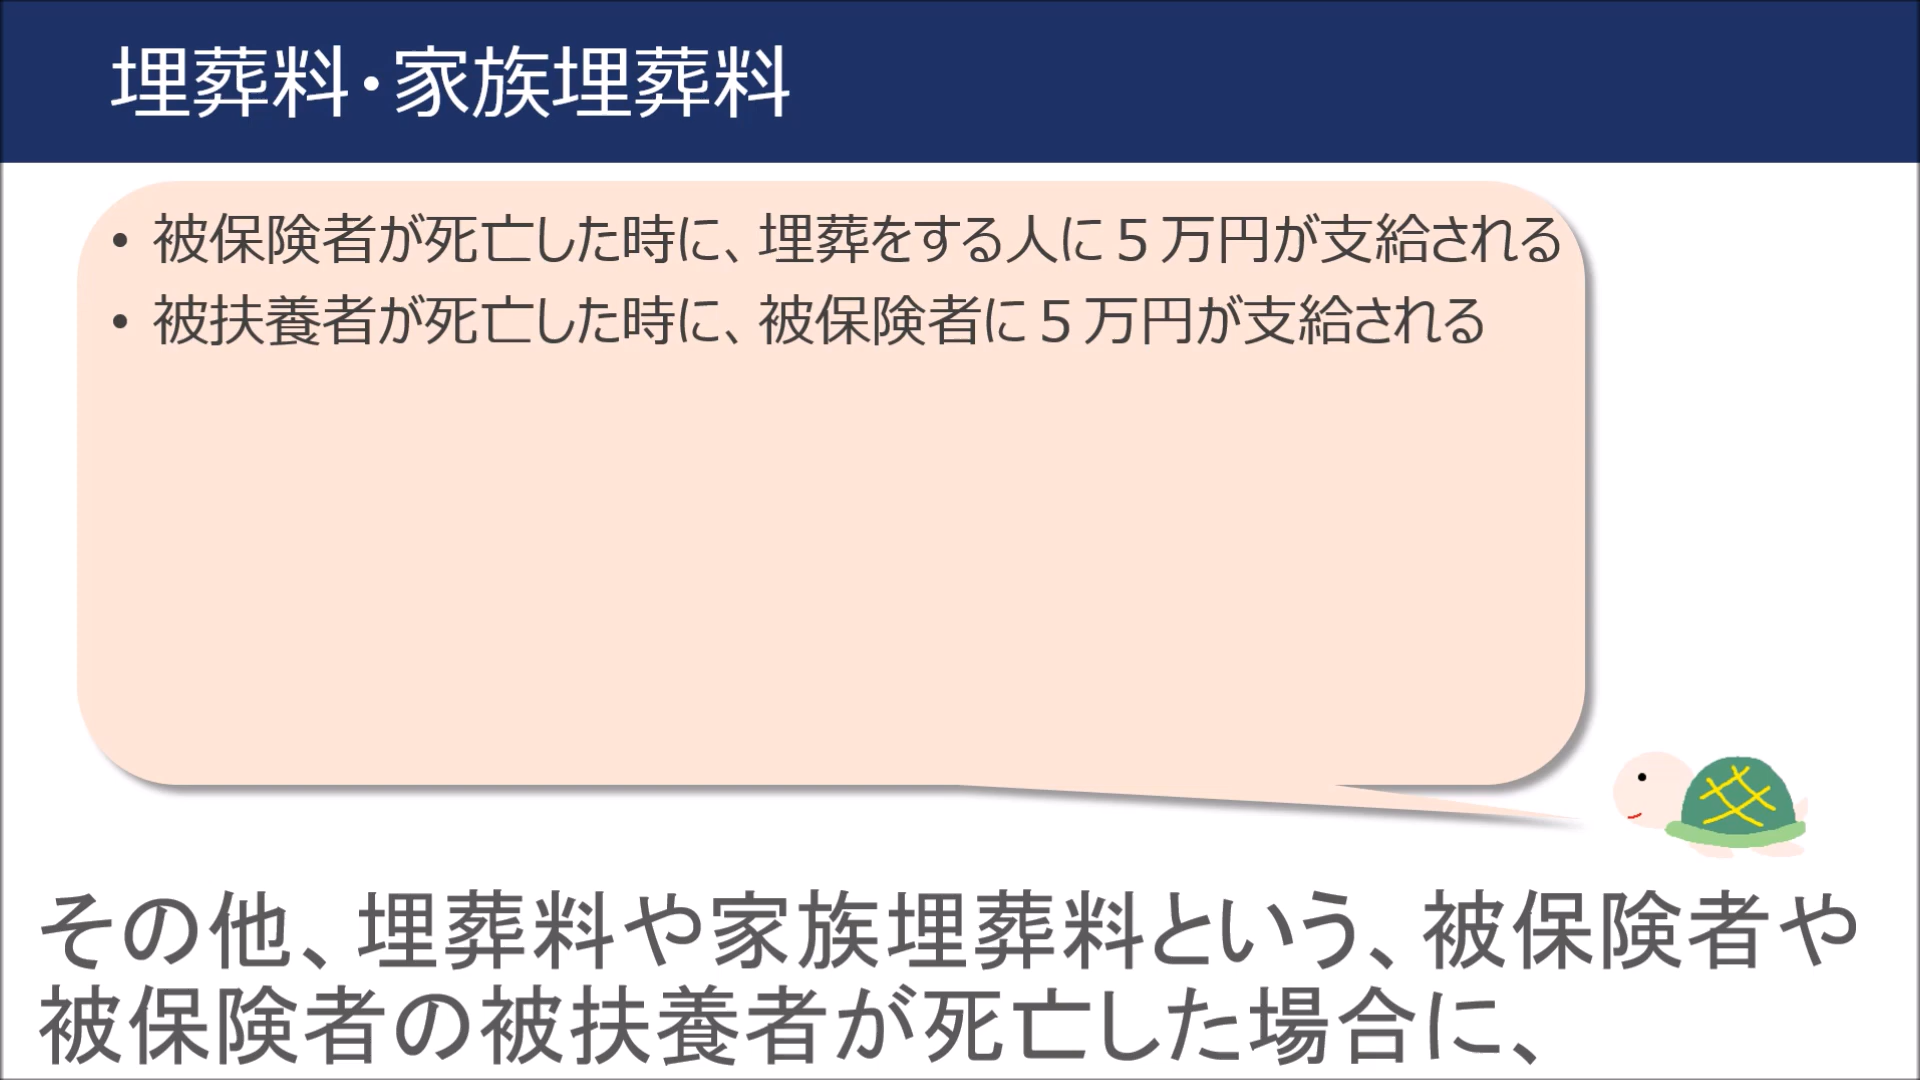 埋葬料・家族埋葬料
• 被保険者が死亡した時に、埋葬をする人に５万円が支給される
• 被扶養者が死亡した時に、被保険者に５万円が支給される
その他、埋葬料や家族埋葬料という、被保険者や
被保険者の被扶養者が死亡した場合に、